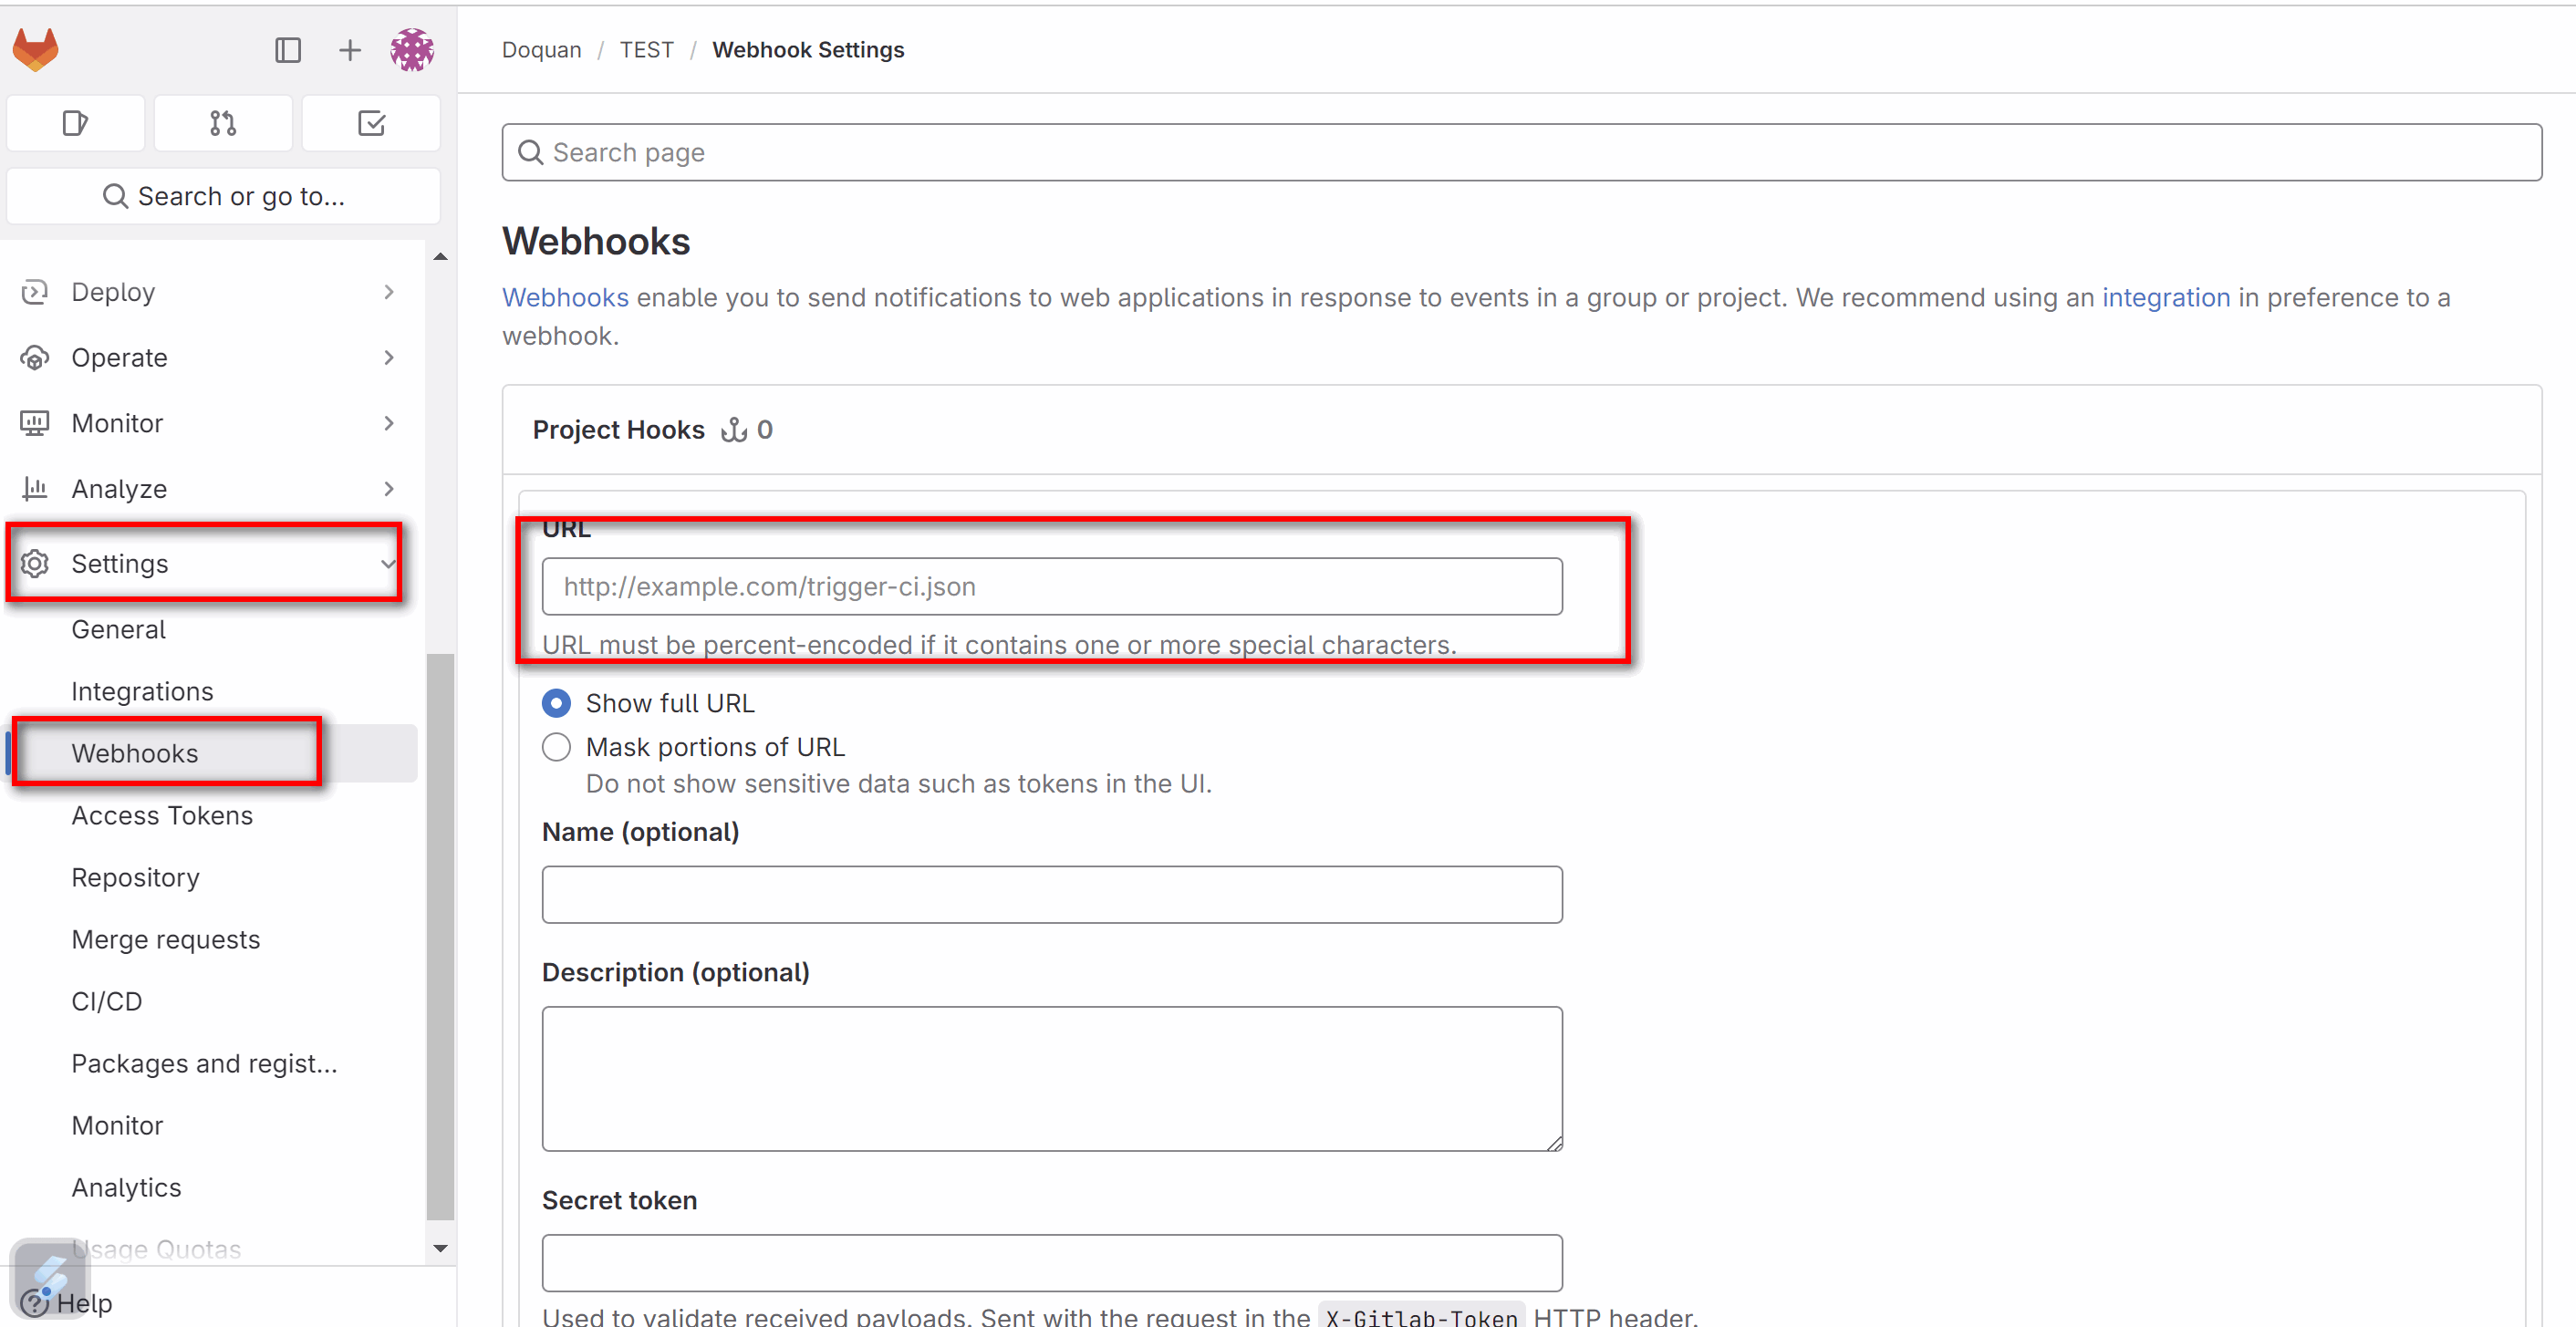 Doquan / TEST / Webhook Settings
Search page
Search or go to...
Deploy
Operate
Monitor
Analyze
Settings
General
Integrations
Webhooks
Access Tokens
Repository
Merge requests
CI/CD
Packages and regist...
Monitor
Analytics
Usage Quotas
Help
Webhooks
Webhooks enable you to send notifications to web applications in response to events in a group or project. We recommend using an integration in preference to a
webhook.
Project Hooks 0
URL
http://example.com/trigger-ci.json
URL must be percent-encoded if it contains one or more special characters.
Show full URL
Mask portions of URL
Do not show sensitive data such as tokens in the UI.
Name (optional)
Description (optional)
Secret token
Used to validate received payloads. Sent with the request in the X-Gitlab-Token HTTP header.